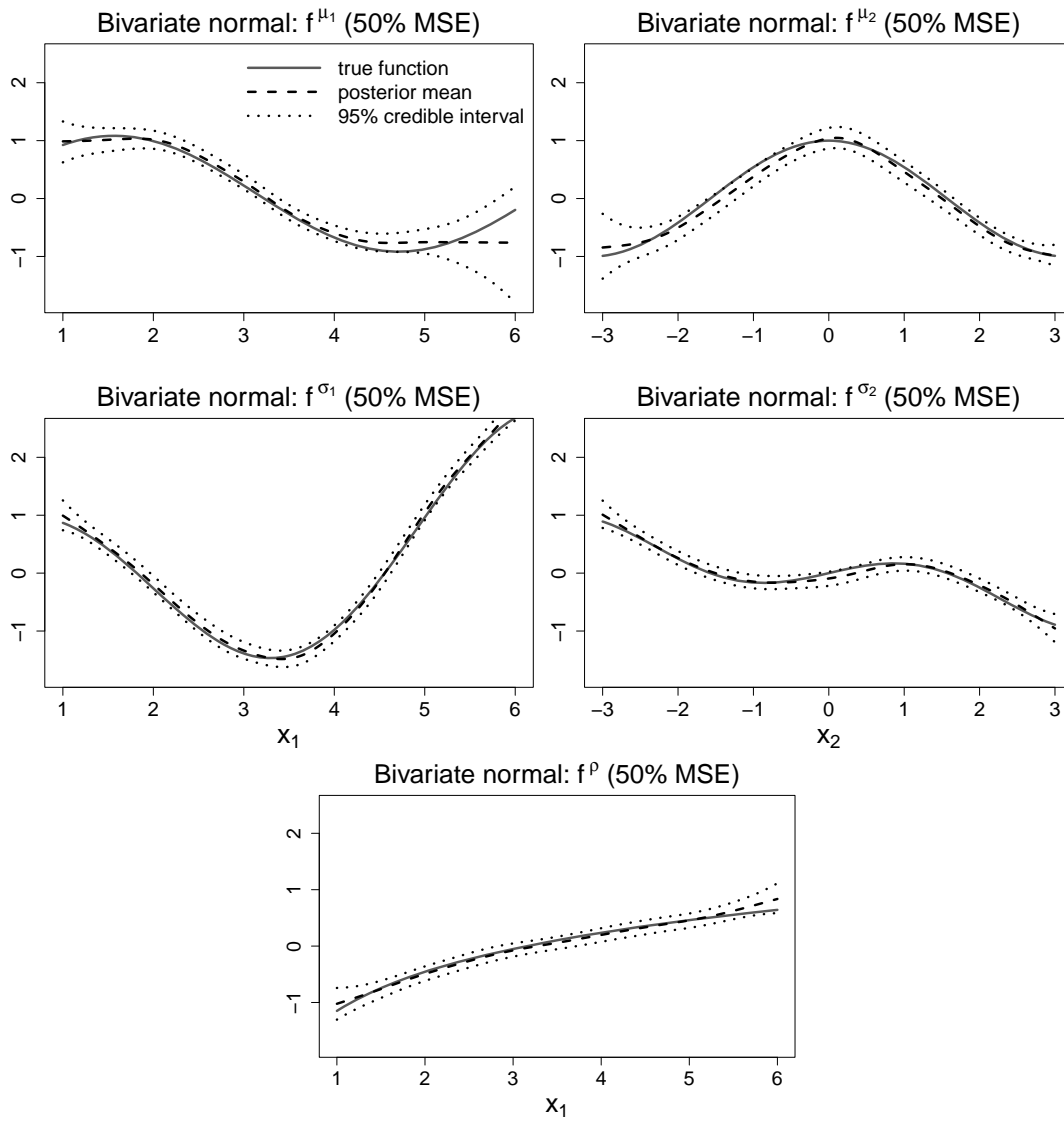 Bivariate normal: f^μ₁ (50% MSE)
Bivariate normal: f^μ₂ (50% MSE)
true function
posterior mean
95% credible interval
2
1
0
−1
1 2 3 4 5 6
2
1
0
−1
−3 −2 −1 0 1 2 3
Bivariate normal: f^σ₁ (50% MSE)
Bivariate normal: f^σ₂ (50% MSE)
2
1
0
−1
1 2 3 4 5 6
x₁
2
1
0
−1
−3 −2 −1 0 1 2 3
x₂
Bivariate normal: f^ρ (50% MSE)
2
1
0
−1
1 2 3 4 5 6
x₁